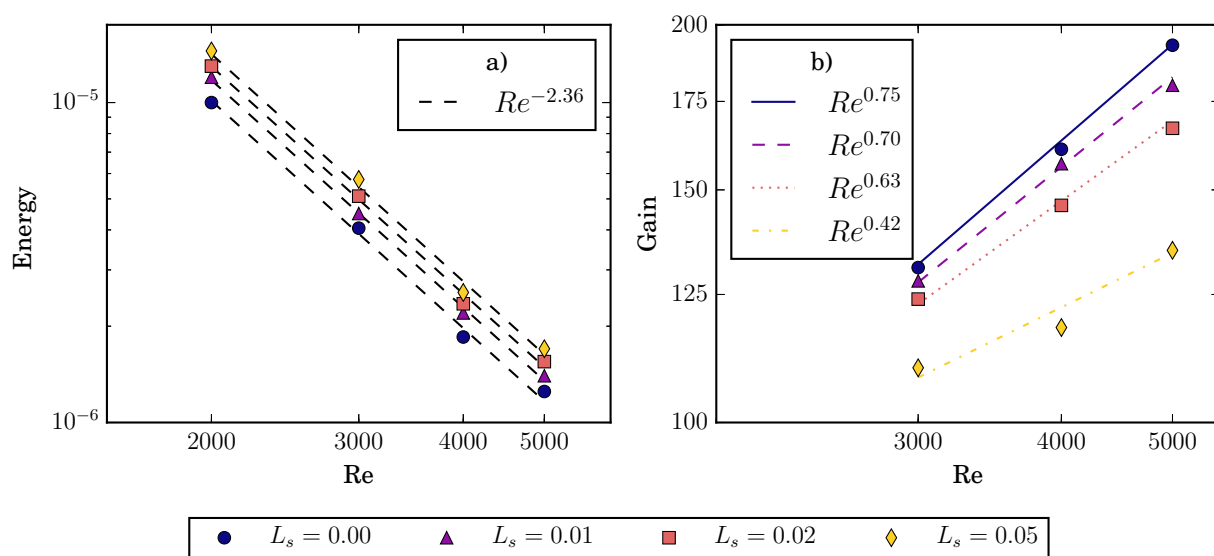 a)
Re^{-2.36}
10^{-5}
10^{-6}
Energy
2000 3000 4000 5000
Re
b)
Re^{0.75}
Re^{0.70}
Re^{0.63}
Re^{0.42}
200
175
150
125
100
Gain
3000 4000 5000
Re
L_s = 0.00 L_s = 0.01 L_s = 0.02 L_s = 0.05